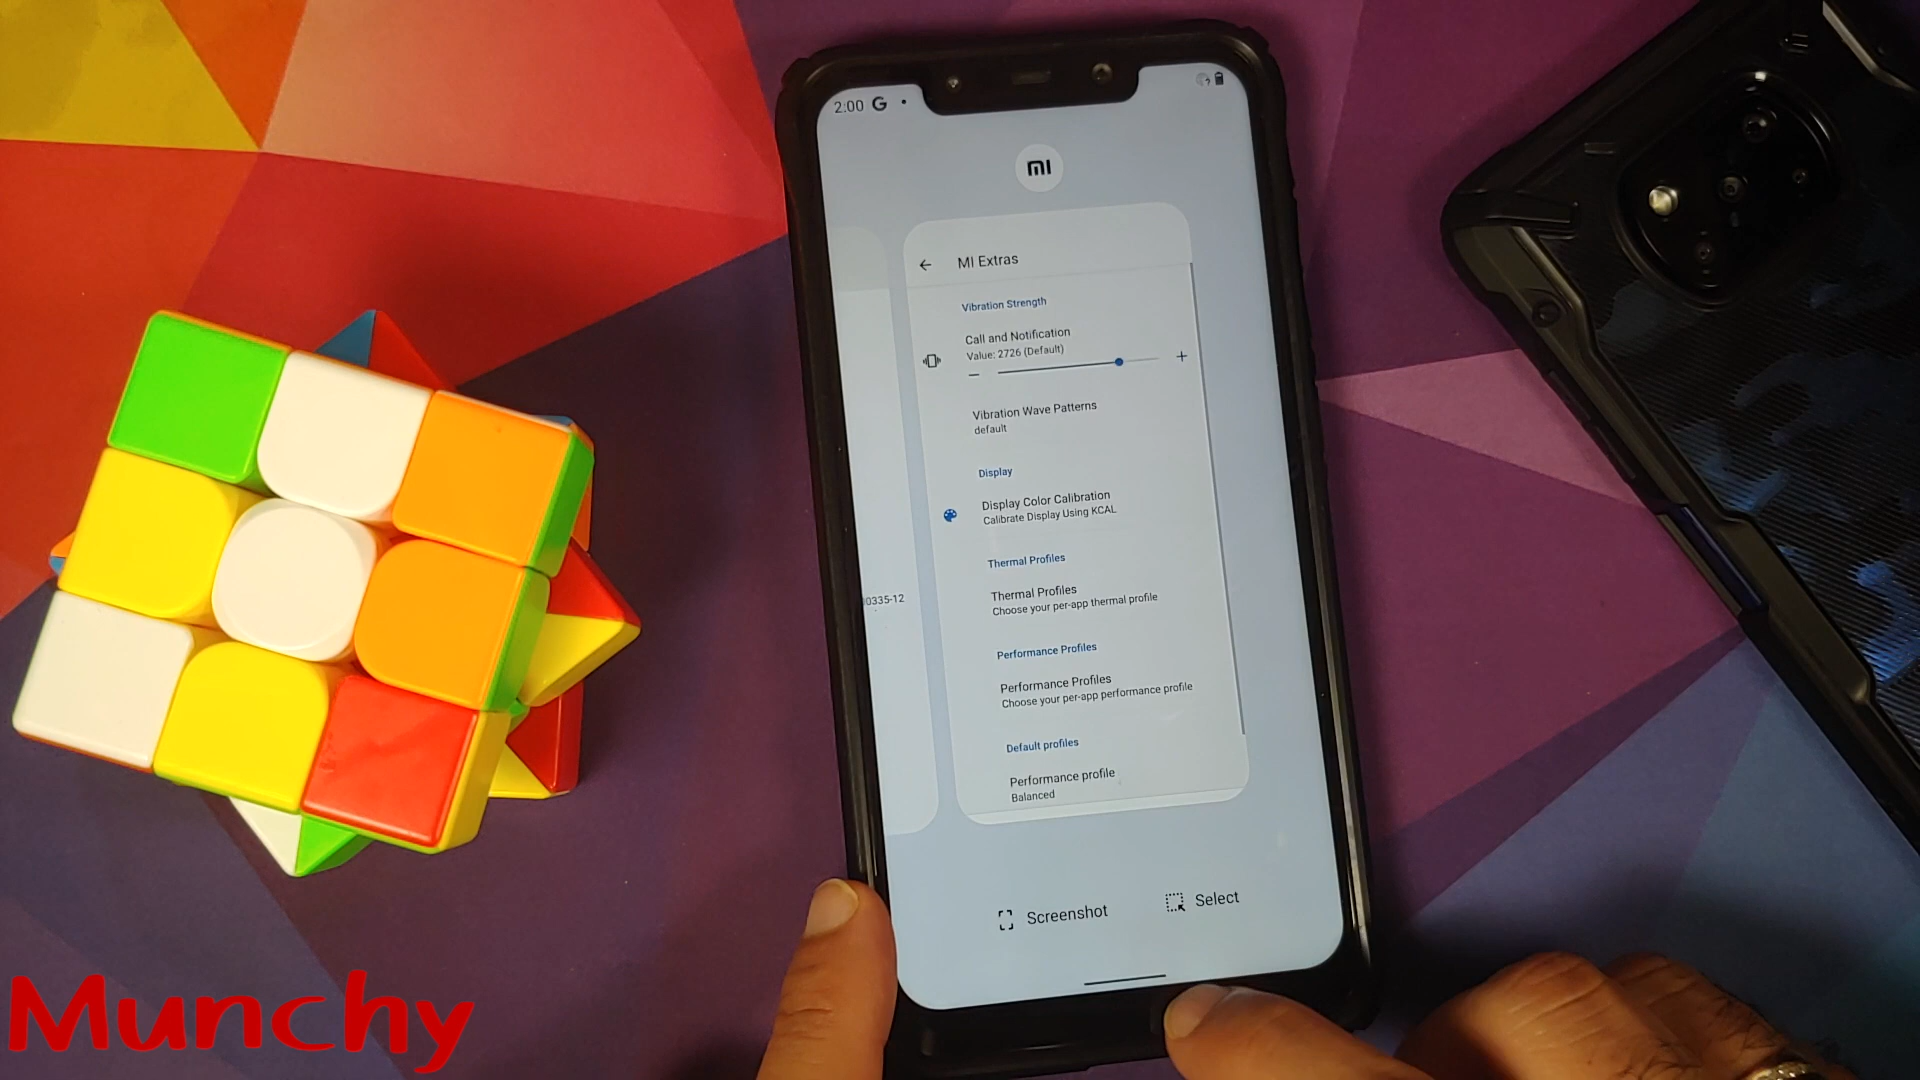 2:00 G
MI
MI Extras
Vibration Strength
Call and Notification
Value: 2726 (Default)
Vibration Wave Patterns
default
Display
Display Color Calibration
Calibrate Display Using KCAL
0335-12
Thermal Profiles
Thermal Profiles
Choose your per-app thermal profile
Performance Profiles
Performance Profiles
Choose your per-app performance profile
Default profiles
Performance profile
Balanced
Screenshot
Select
Munchy